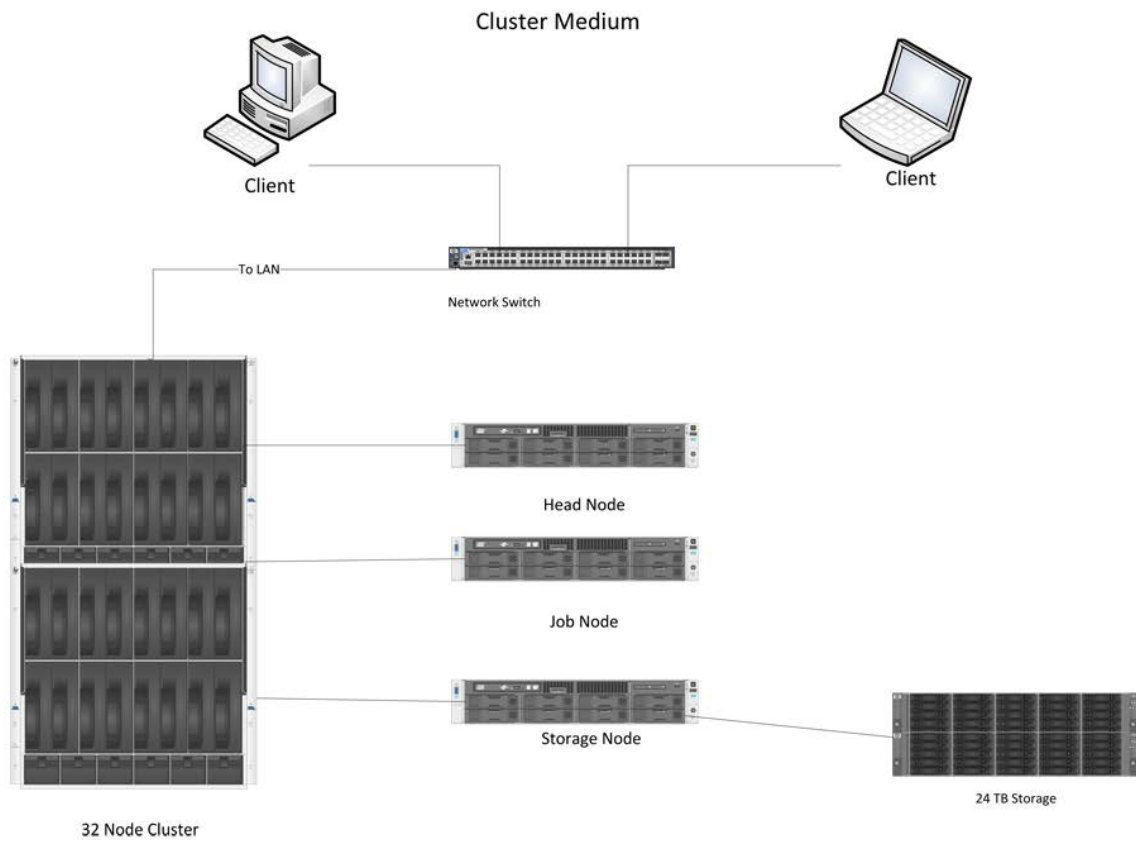 Cluster Medium
Client
Client
To LAN
Network Switch
Head Node
Job Node
Storage Node
24 TB Storage
32 Node Cluster